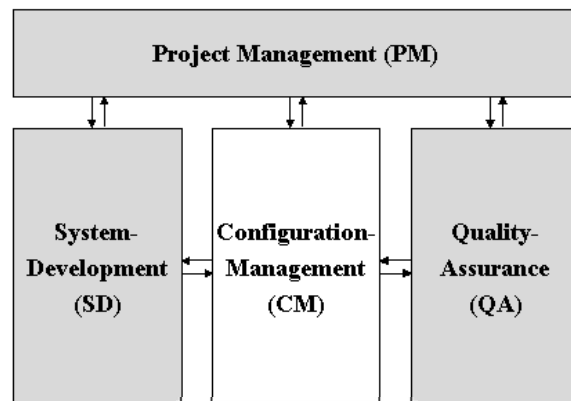 Project Management (PM)
System-
Development
(SD)
Configuration-
Management
(CM)
Quality-
Assurance
(QA)